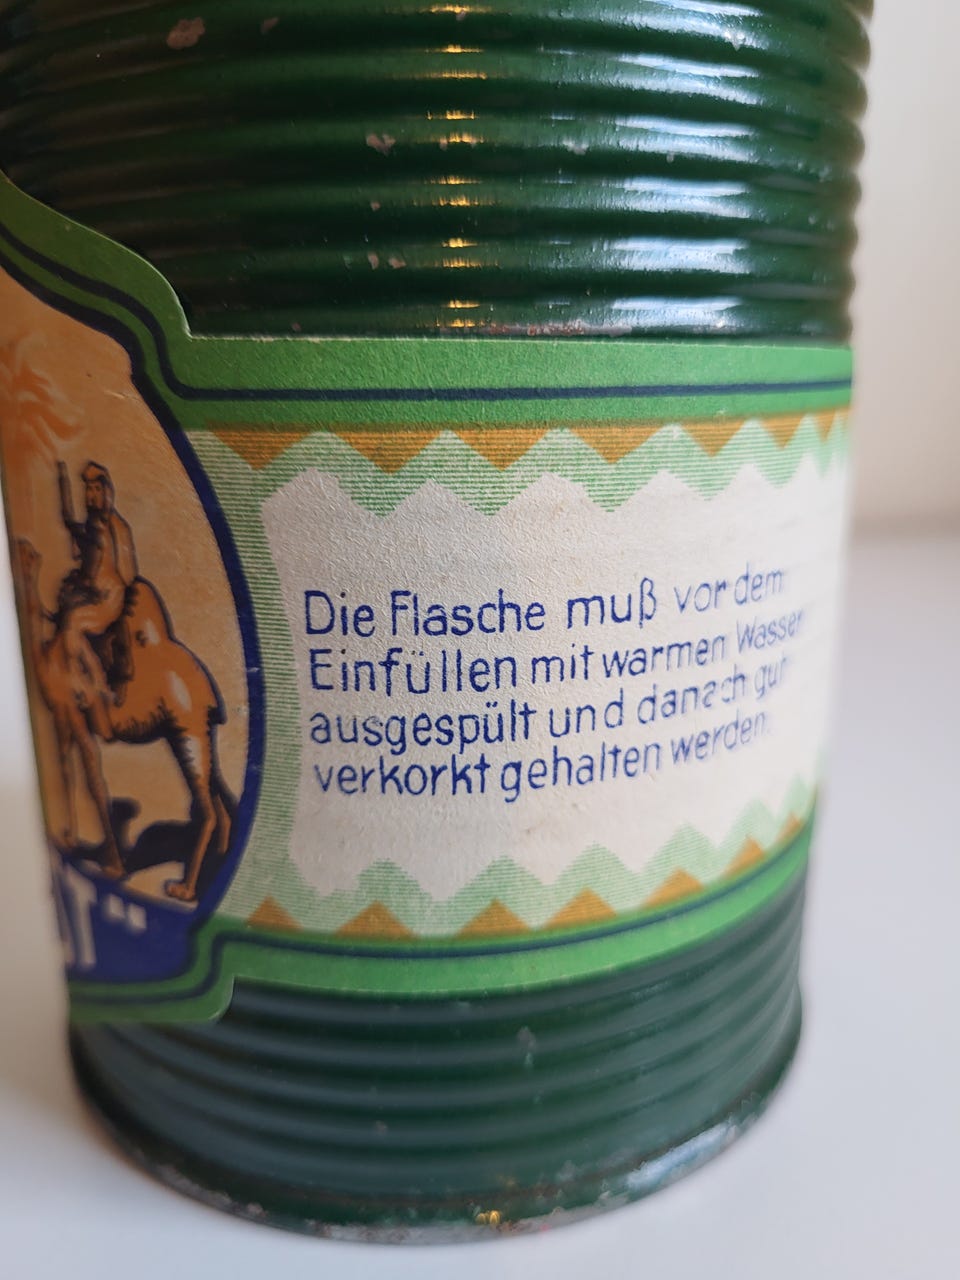 Die Flasche muß vor dem
Einfüllen mit warmen Wasser
ausgespült und danach gut
verkorkt gehalten werden.